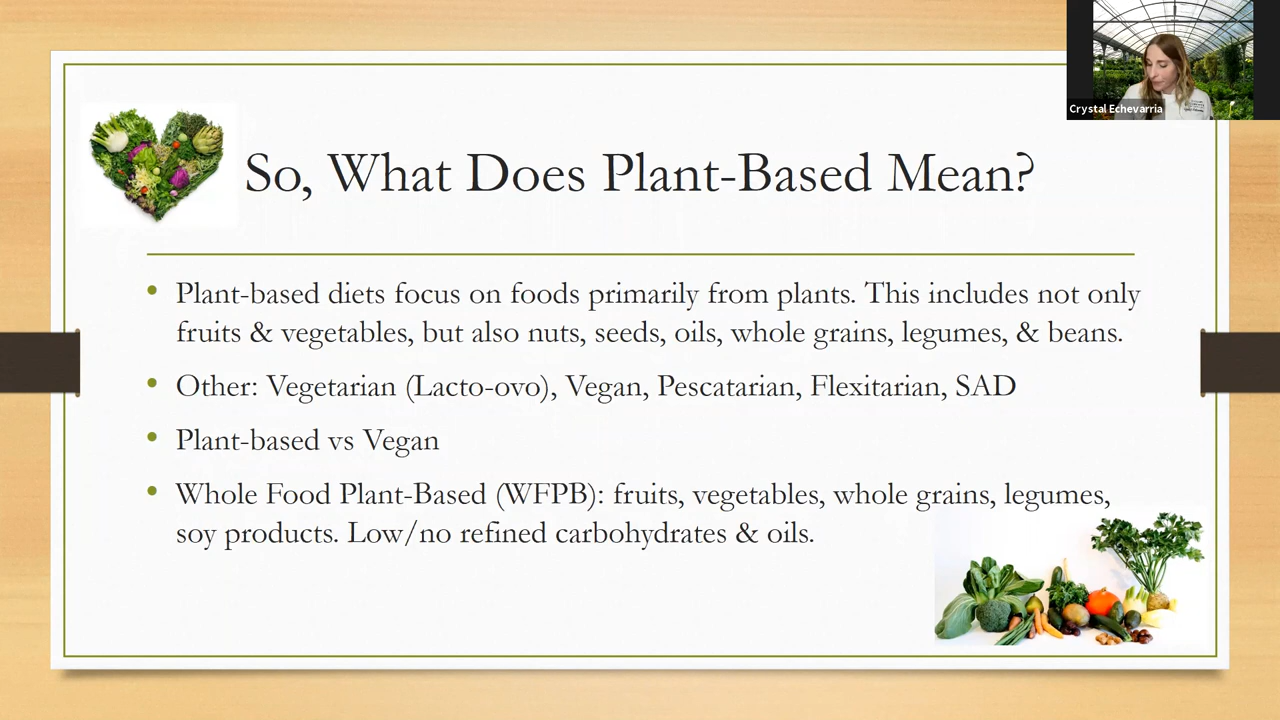 Crystal Echevarria
So, What Does Plant-Based Mean?
• Plant-based diets focus on foods primarily from plants. This includes not only
fruits & vegetables, but also nuts, seeds, oils, whole grains, legumes, & beans.
• Other: Vegetarian (Lacto-ovo), Vegan, Pescatarian, Flexitarian, SAD
• Plant-based vs Vegan
• Whole Food Plant-Based (WFPB): fruits, vegetables, whole grains, legumes,
soy products. Low/no refined carbohydrates & oils.